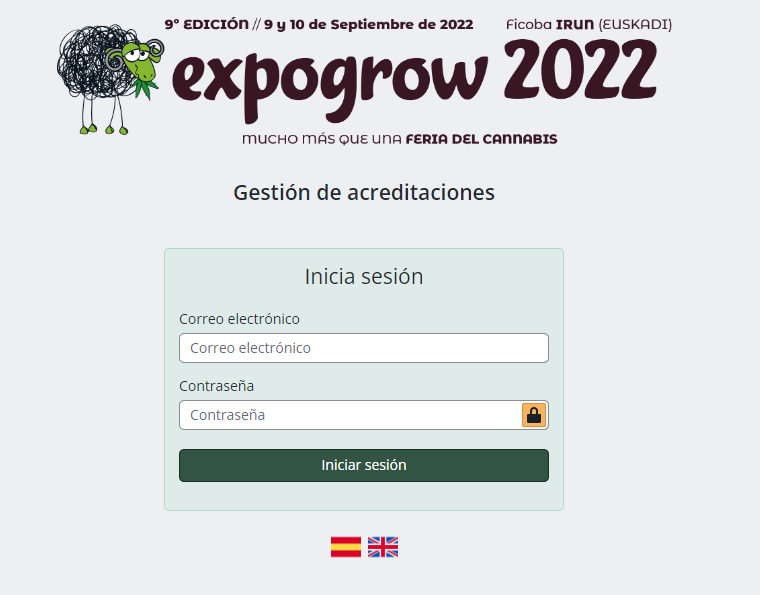 9º EDICIÓN // 9 y 10 de Septiembre de 2022 Ficoba IRUN (EUSKADI)
expogrow 2022
MUCHO MÁS QUE UNA FERIA DEL CANNABIS
Gestión de acreditaciones
Inicia sesión
Correo electrónico
Correo electrónico
Contraseña
Contraseña
Iniciar sesión